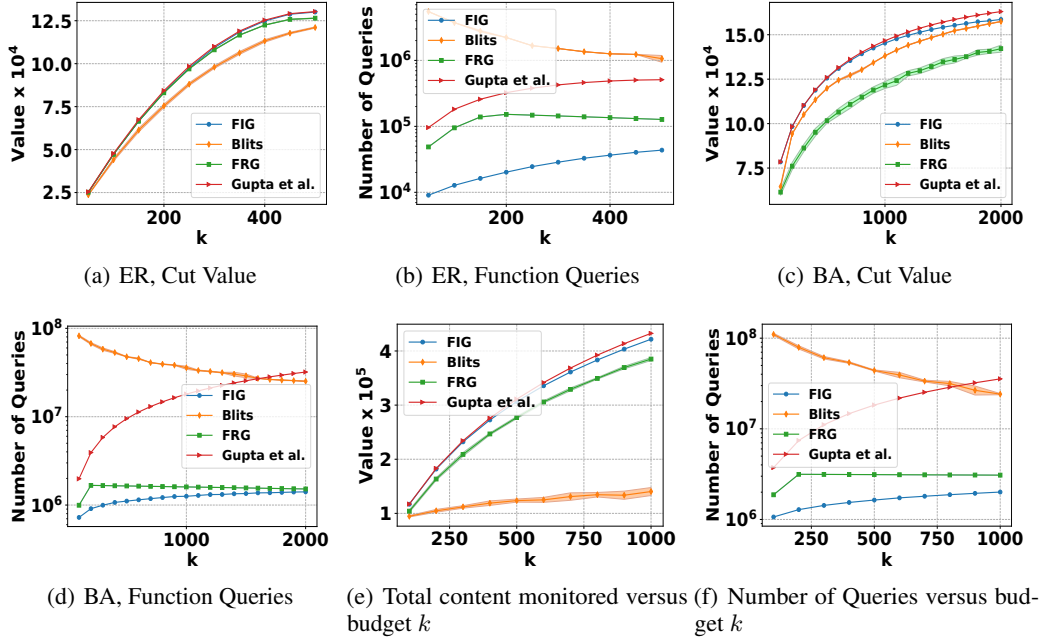 12.5
10.0
7.5
5.0
2.5
Value x 10^4
FIG
Blits
FRG
Gupta et al.
200
400
k
(a) ER, Cut Value
10^6
10^5
10^4
Number of Queries
FIG
Blits
FRG
Gupta et al.
200
400
k
(b) ER, Function Queries
15.0
12.5
10.0
7.5
Value x 10^4
FIG
Blits
FRG
Gupta et al.
1000
2000
k
(c) BA, Cut Value
10^8
10^7
10^6
Number of Queries
FIG
Blits
FRG
Gupta et al.
1000
2000
k
(d) BA, Function Queries
4
3
2
1
Value x 10^5
FIG
Blits
FRG
Gupta et al.
250
500
750
1000
k
(e) Total content monitored versus
budget k
10^8
10^7
10^6
Number of Queries
FIG
Blits
FRG
Gupta et al.
250
500
750
1000
k
(f) Number of Queries versus bud-
get k